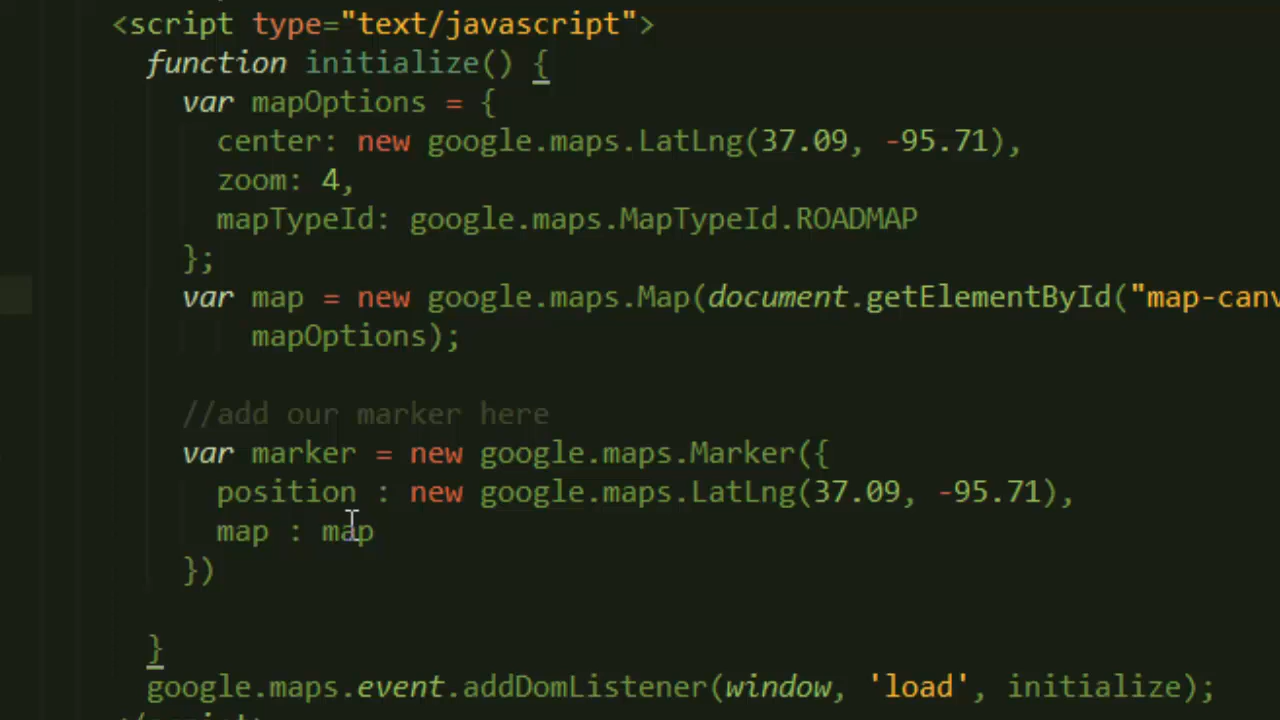 <script type="text/javascript">
function initialize() {
var mapOptions = {
center: new google.maps.LatLng(37.09, -95.71),
zoom: 4,
mapTypeId: google.maps.MapTypeId.ROADMAP
};
var map = new google.maps.Map(document.getElementById("map-canv
mapOptions);
//add our marker here
var marker = new google.maps.Marker({
position : new google.maps.LatLng(37.09, -95.71),
map : map
})
}
google.maps.event.addDomListener(window, 'load', initialize);